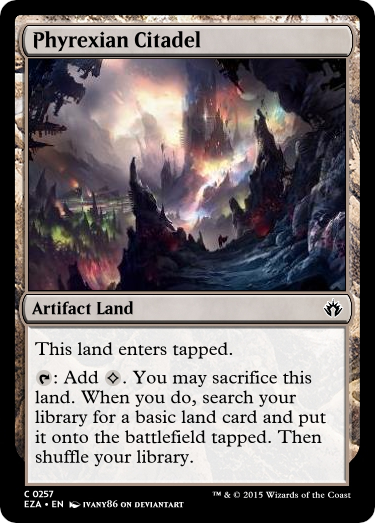 Phyrexian Citadel
Artifact Land
This land enters tapped.
: Add . You may sacrifice this
land. When you do, search your
library for a basic land card and put
it onto the battlefield tapped. Then
shuffle your library.
C 0257
EZA • EN IVANY86 ON DEVIANTART
™ & © 2015 Wizards of the Coast